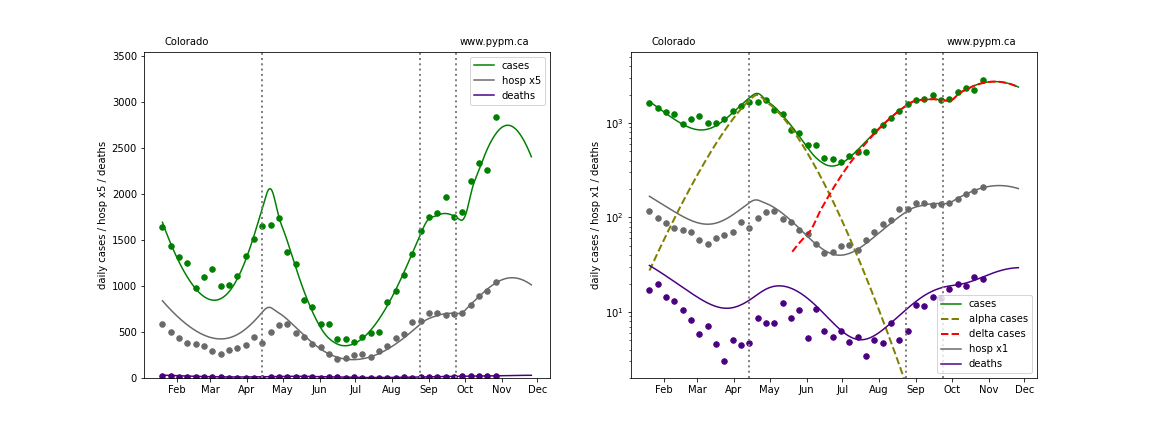 Colorado
www.pypm.ca
daily cases / hosp x5 / deaths
3500
3000
2500
2000
1500
1000
500
0
cases
hosp x5
deaths
Feb Mar Apr May Jun Jul Aug Sep Oct Nov Dec
Colorado
www.pypm.ca
daily cases / hosp x1 / deaths
10³
10²
10¹
cases
alpha cases
delta cases
hosp x1
deaths
Feb Mar Apr May Jun Jul Aug Sep Oct Nov Dec